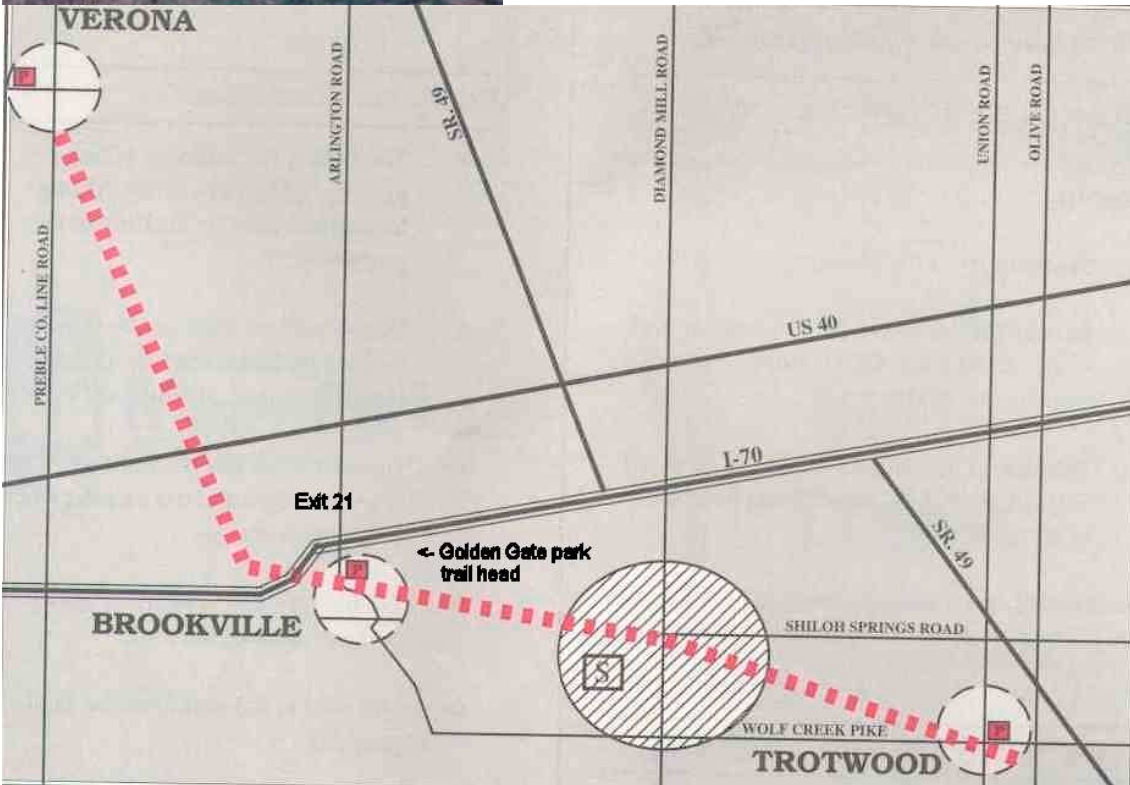 VERONA
P
ARLINGTON ROAD
SR. 49
DIAMOND MILL ROAD
UNION ROAD
OLIVE ROAD
PREBLE CO. LINE ROAD
US 40
I-70
Exit 21
<- Golden Gate park
trail head
P
SR. 49
BROOKVILLE
SHILOH SPRINGS ROAD
S
WOLF CREEK PIKE
P
TROTWOOD